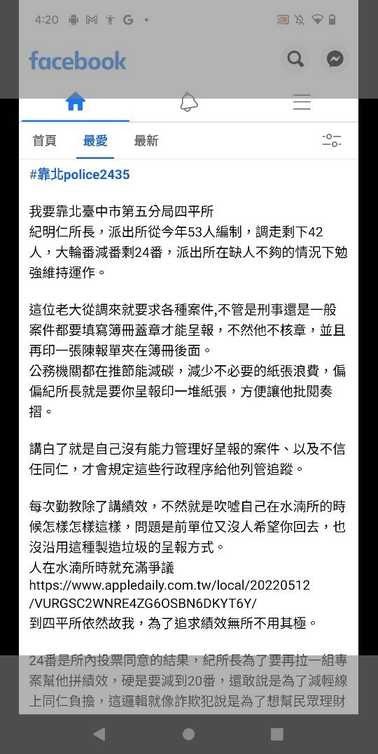 4:20
facebook
首頁 最愛 最新
#靠北police2435
我要靠北臺中市第五分局四平所
紀明仁所長，派出所從今年53人編制，調走剩下42
人，大輪番減番剩24番，派出所在缺人不夠的情況下勉
強維持運作。
這位老大從調來就要求各種案件,不管是刑事還是一般
案件都要填寫薄冊蓋章才能呈報，不然他不核章，並且
再印一張陳報單夾在薄冊後面。
公務機關都在推節能減碳，減少不必要的紙張浪費，偏
偏紀所長就是要你呈報印一堆紙張，方便讓他批閱奏
摺。
講白了就是自己沒有能力管理好呈報的案件、以及不信
任同仁，才會規定這些行政程序給他列管追蹤。
每次勤教除了講績效，不然就是吹噓自己在水湳所的時
候怎樣怎樣這樣，問題是前單位又沒人希望你回去，也
沒沿用這種製造垃圾的呈報方式。
人在水湳所時就充滿爭議
https://www.appledaily.com.tw/local/20220512
/VURGSC2WNRE4ZG6OSBN6DKYT6Y/
到四平所依然故我，為了追求績效無所不用其極。
24番是所內投票同意的結果，紀所長為了要再拉一組專
案幫他拼績效，硬是要減到20番，還敢說是為了減輕線
上同仁負擔，這邏輯就像詐欺犯說是為了想幫民眾理財